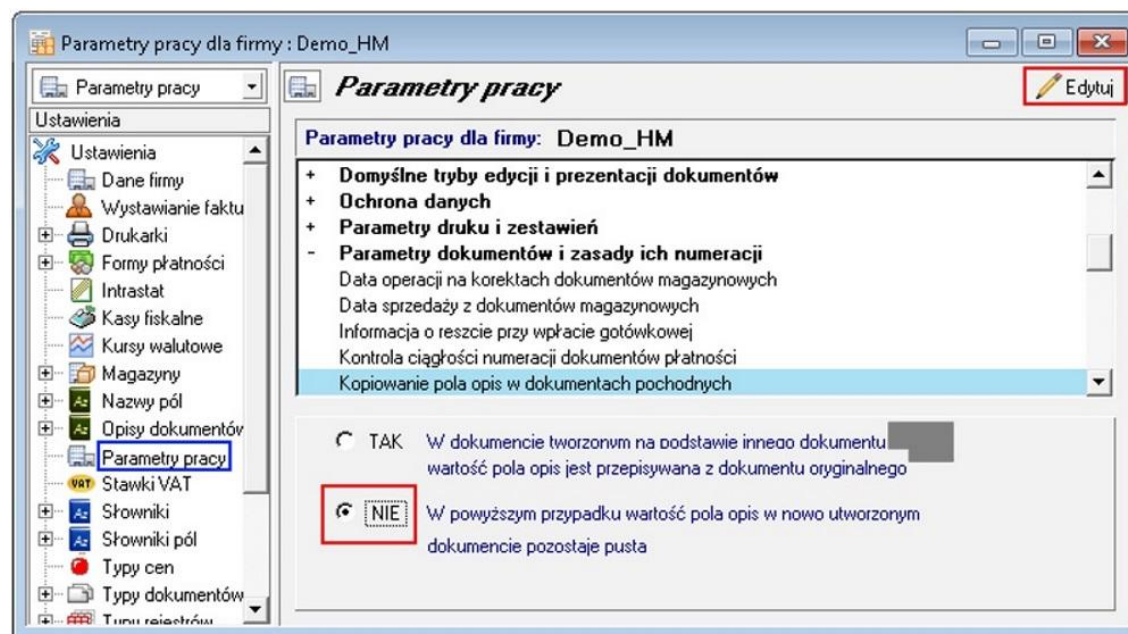 Parametry pracy dla firmy : Demo_HM
Parametry pracy
Ustawienia
Ustawienia
Dane firmy
Wystawianie faktu
Drukarki
Formy płatności
Intrastat
Kasy fiskalne
Kursy walutowe
Magazyny
Nazwy pól
Opisy dokumentów
Parametry pracy
VAT Stawki VAT
Słowniki
Słowniki pól
Typy cen
Typy dokumentów
Typy rejestrów
Parametry pracy
Edytuj
Parametry pracy dla firmy: Demo_HM
+ Domyślne tryby edycji i prezentacji dokumentów
+ Ochrona danych
+ Parametry druku i zestawień
- Parametry dokumentów i zasady ich numeracji
Data operacji na korektach dokumentów magazynowych
Data sprzedaży z dokumentów magazynowych
Informacja o reszcie przy wpłacie gotówkowej
Kontrola ciągłości numeracji dokumentów płatności
Kopiowanie pola opis w dokumentach pochodnych
TAK W dokumencie tworzonym na podstawie innego dokumentu
wartość pola opis jest przepisywana z dokumentu oryginalnego
NIE W powyższym przypadku wartość pola opis w nowo utworzonym
dokumencie pozostaje pusta